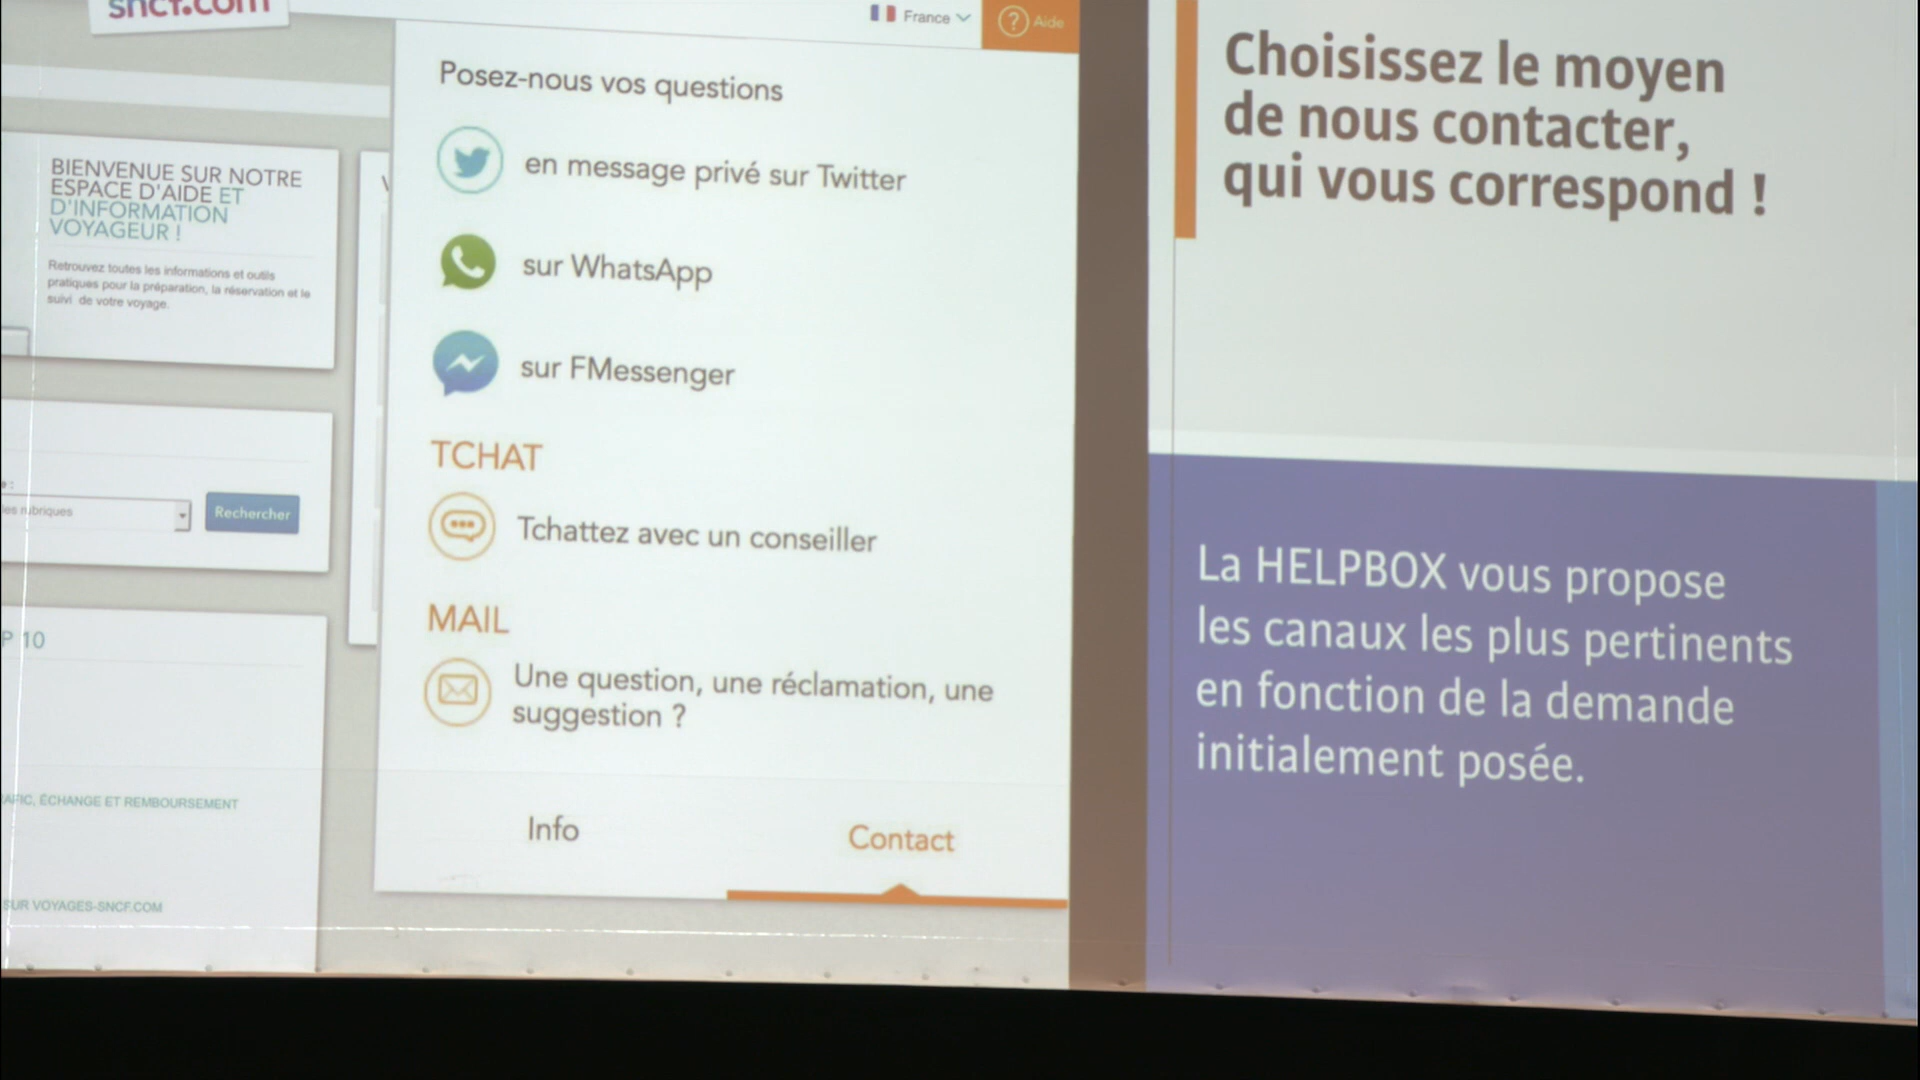 sncf.com
France
Aide
Posez-nous vos questions
en message privé sur Twitter
sur WhatsApp
sur FMessenger
TCHAT
Tchattez avec un conseiller
MAIL
Une question, une réclamation, une
suggestion ?
Info
Contact
BIENVENUE SUR NOTRE
ESPACE D'AIDE ET
D'INFORMATION
VOYAGEUR !
Retrouvez toutes les informations et outils
pratiques pour la préparation, la réservation et le
suivi de votre voyage.
les rubriques
Rechercher
P 10
AFIC, ÉCHANGE ET REMBOURSEMENT
SUR VOYAGES-SNCF.COM
Choisissez le moyen
de nous contacter,
qui vous correspond !
La HELPBOX vous propose
les canaux les plus pertinents
en fonction de la demande
initialement posée.